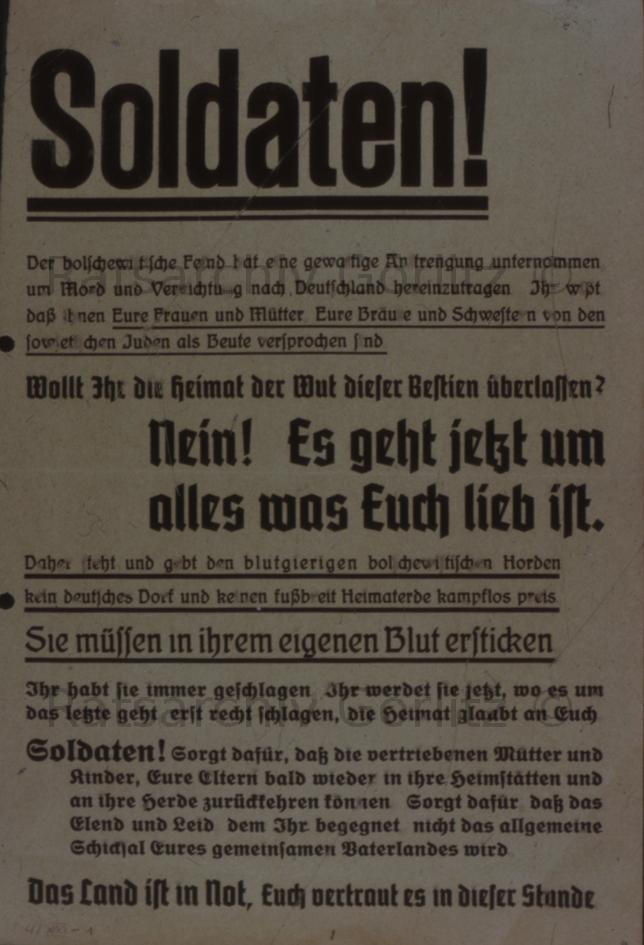 Soldaten!
Der bolschewistische Feind hat eine gewaltige Anstrengung unternommen
um Mord und Vernichtung nach Deutschland hereinzutragen Ihr wißt
daß ihnen Eure Frauen und Mütter Eure Bräute und Schwestern von den
sowjetischen Juden als Beute versprochen sind
Wollt Ihr die Heimat der Wut dieser Bestien überlassen?
Nein! Es geht jetzt um
alles was Euch lieb ist.
Daher steht und gebt den blutgierigen bolschewistischen Horden
kein deutsches Dorf und keinen fußbreit Heimaterde kampflos preis
Sie müssen in ihrem eigenen Blut ersticken
Ihr habt sie immer geschlagen Ihr werdet sie jetzt, wo es um
das letzte geht erst recht schlagen, die Heimat glaubt an Euch
Soldaten! Sorgt dafür, daß die vertriebenen Mütter und
Kinder, Eure Eltern bald wieder in ihre Heimstätten und
an ihre Herde zurückkehren können Sorgt dafür daß das
Elend und Leid dem Ihr begegnet nicht das allgemeine
Schicksal Eures gemeinsamen Vaterlandes wird
Das Land ist in Not, Euch vertraut es in dieser Stunde
Ratsarchiv Görlitz ©
Ratsarchiv Görlitz ©